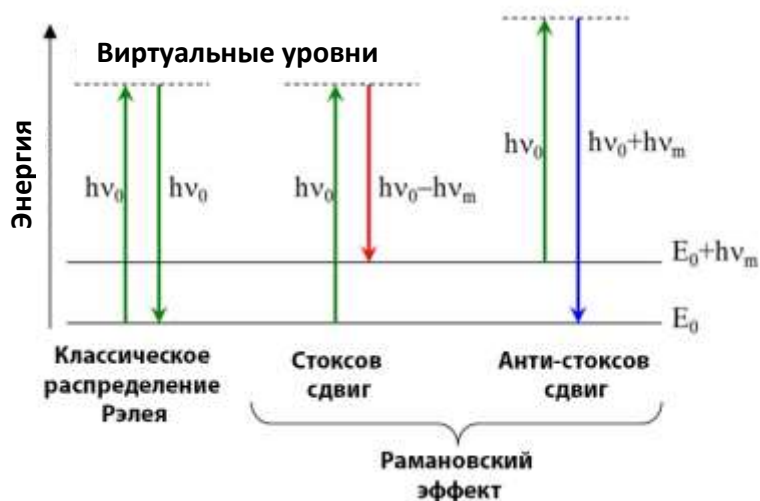 Виртуальные уровни
Энергия
hν₀
hν₀
hν₀
hν₀–hνₘ
hν₀
hν₀+hνₘ
E₀+hνₘ
E₀
Классическое
распределение
Рэлея
Стоксов
сдвиг
Анти-стоксов
сдвиг
Рамановский
эффект